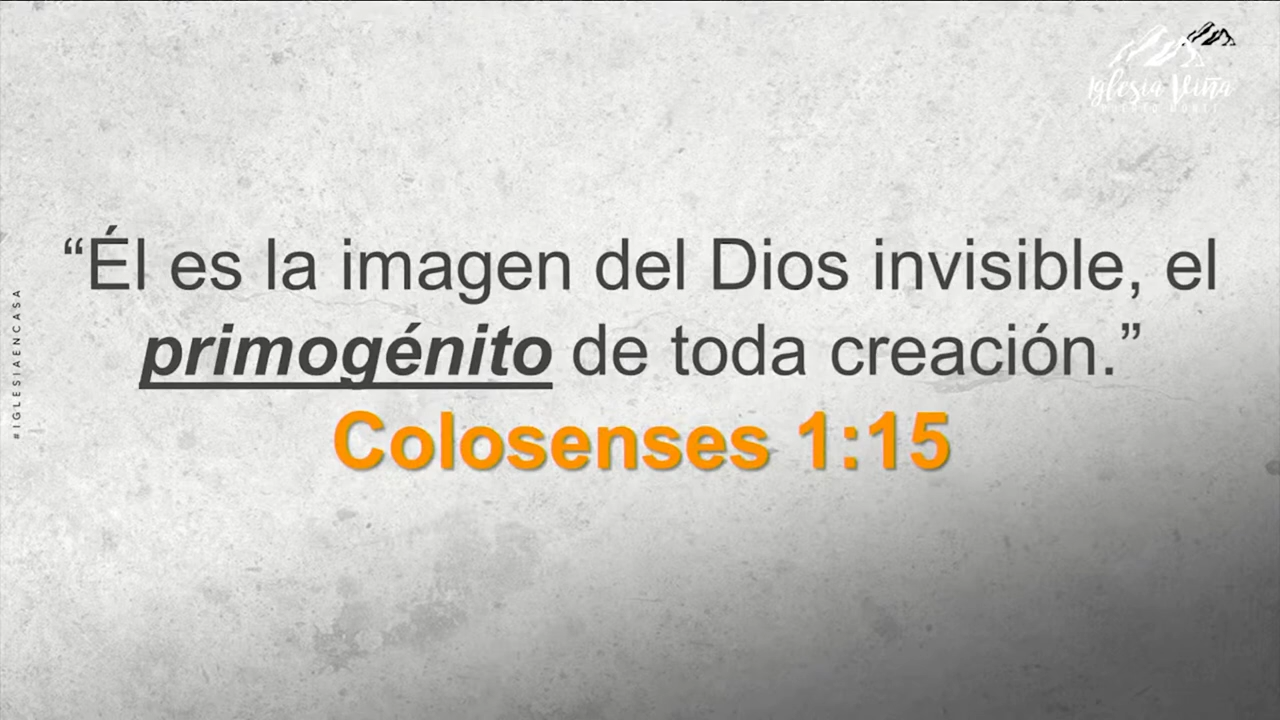 Iglesia Viña
#IGLESIAENCASA
“Él es la imagen del Dios invisible, el
primogénito de toda creación.”
Colosenses 1:15